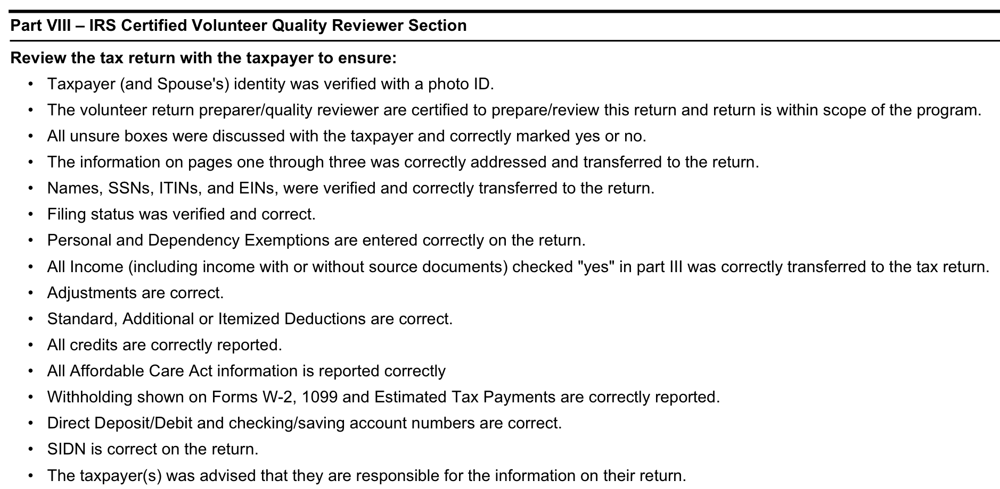 Part VIII – IRS Certified Volunteer Quality Reviewer Section
Review the tax return with the taxpayer to ensure:
• Taxpayer (and Spouse's) identity was verified with a photo ID.
• The volunteer return preparer/quality reviewer are certified to prepare/review this return and return is within scope of the program.
• All unsure boxes were discussed with the taxpayer and correctly marked yes or no.
• The information on pages one through three was correctly addressed and transferred to the return.
• Names, SSNs, ITINs, and EINs, were verified and correctly transferred to the return.
• Filing status was verified and correct.
• Personal and Dependency Exemptions are entered correctly on the return.
• All Income (including income with or without source documents) checked "yes" in part III was correctly transferred to the tax return.
• Adjustments are correct.
• Standard, Additional or Itemized Deductions are correct.
• All credits are correctly reported.
• All Affordable Care Act information is reported correctly
• Withholding shown on Forms W-2, 1099 and Estimated Tax Payments are correctly reported.
• Direct Deposit/Debit and checking/saving account numbers are correct.
• SIDN is correct on the return.
• The taxpayer(s) was advised that they are responsible for the information on their return.